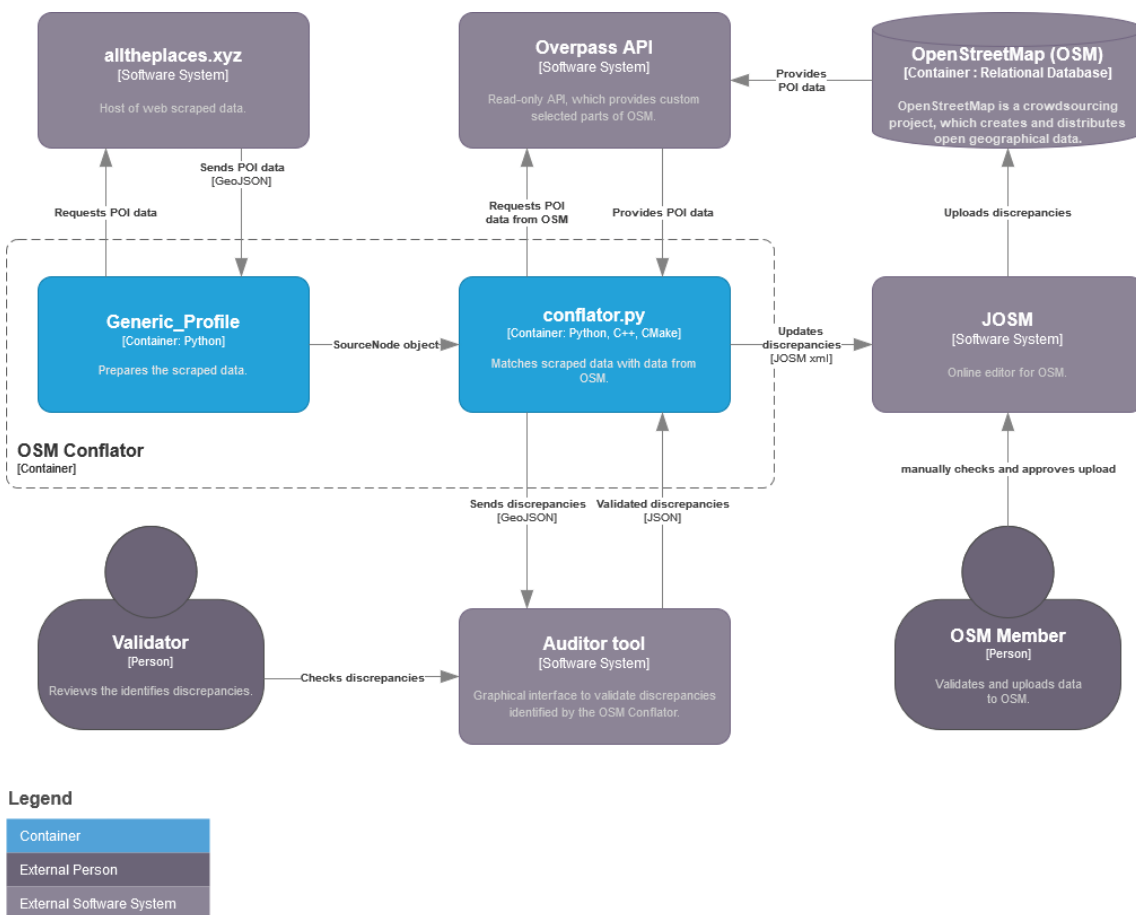 alltheplaces.xyz
[Software System]
Host of web scraped data.
Overpass API
[Software System]
Read-only API, which provides custom
selected parts of OSM.
Provides
POI data
OpenStreetMap (OSM)
[Container : Relational Database]
OpenStreetMap is a crowdsourcing
project, which creates and distributes
open geographical data.
Requests POI data
Sends POI data
[GeoJSON]
Requests POI
data from OSM
Provides POI data
Uploads discrepancies
Generic_Profile
[Container: Python]
Prepares the scraped data.
SourceNode object
conflator.py
[Container: Python, C++, CMake]
Matches scraped data with data from
OSM.
Updates
discrepancies
[JOSM xml]
JOSM
[Software System]
Online editor for OSM.
OSM Conflator
[Container]
Sends discrepancies
[GeoJSON]
Validated discrepancies
[JSON]
manually checks and approves upload
Validator
[Person]
Reviews the identifies discrepancies.
Checks discrepancies
Auditor tool
[Software System]
Graphical interface to validate discrepancies
identified by the OSM Conflator.
OSM Member
[Person]
Validates and uploads data
to OSM.
Legend
Container
External Person
External Software System